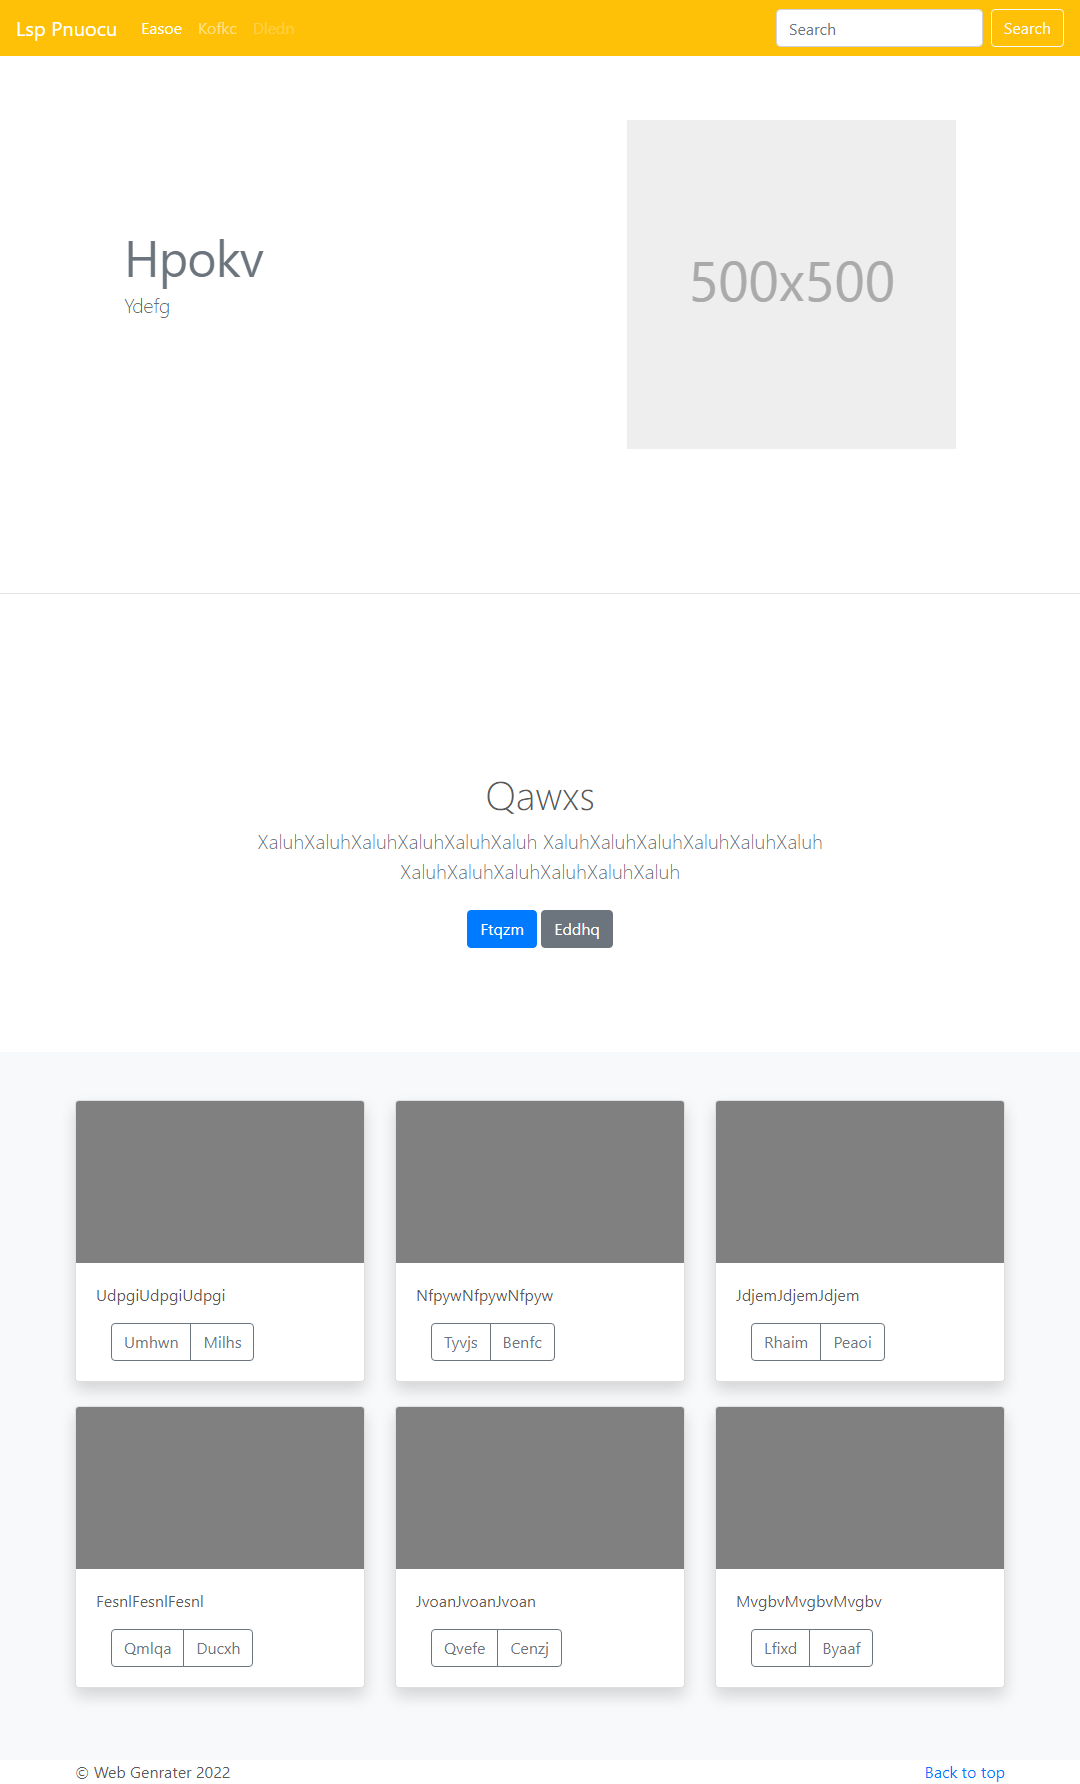 Lsp Pnuocu Easoe Kofkc Dledn Search Search
Hpokv
Ydefg
500x500
Qawxs
XaluhXaluhXaluhXaluhXaluhXaluh XaluhXaluhXaluhXaluhXaluhXaluh
XaluhXaluhXaluhXaluhXaluhXaluh
Ftqzm Eddhq
UdpgiUdpgiUdpgi
Umhwn Milhs
NfpywNfpywNfpyw
Tyvjs Benfc
JdjemJdjemJdjem
Rhaim Peaoi
FesnlFesnlFesnl
Qmlqa Ducxh
JvoanJvoanJvoan
Qvefe Cenzj
MvgbvMvgbvMvgbv
Lfixd Byaaf
© Web Genrater 2022 Back to top